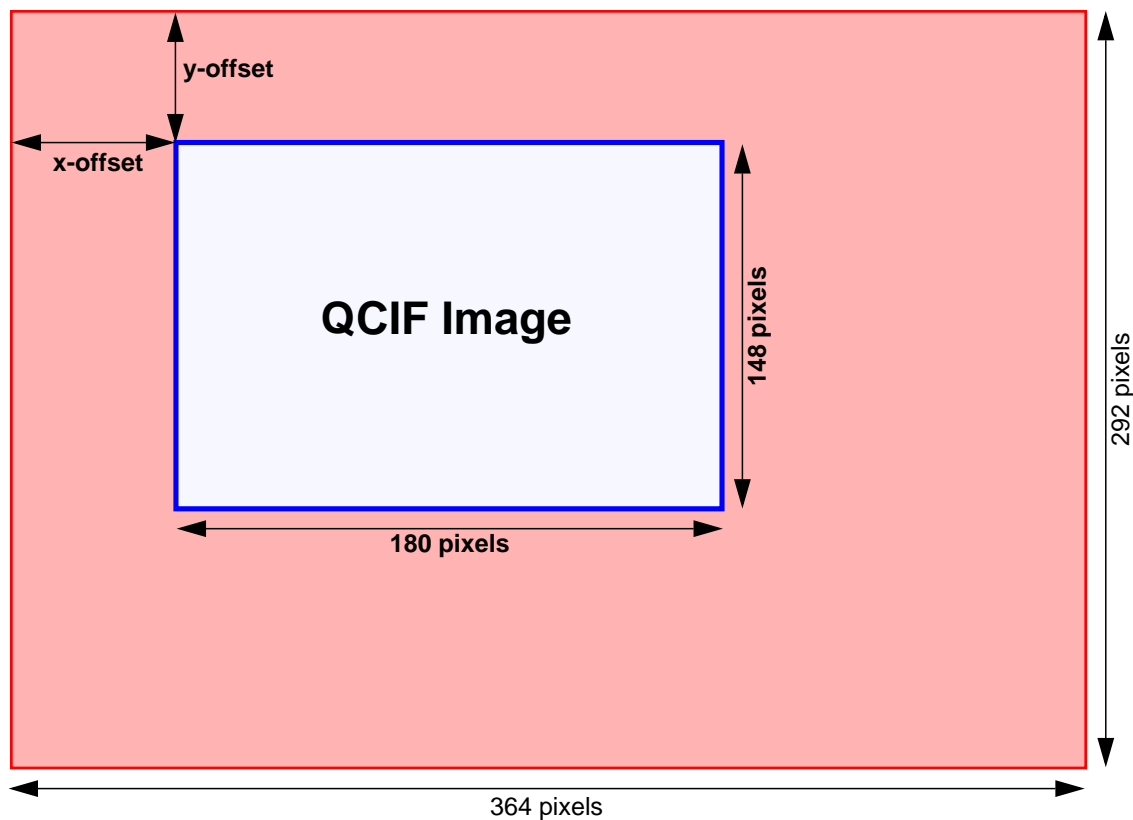 y-offset
x-offset
QCIF Image
148 pixels
292 pixels
180 pixels
364 pixels